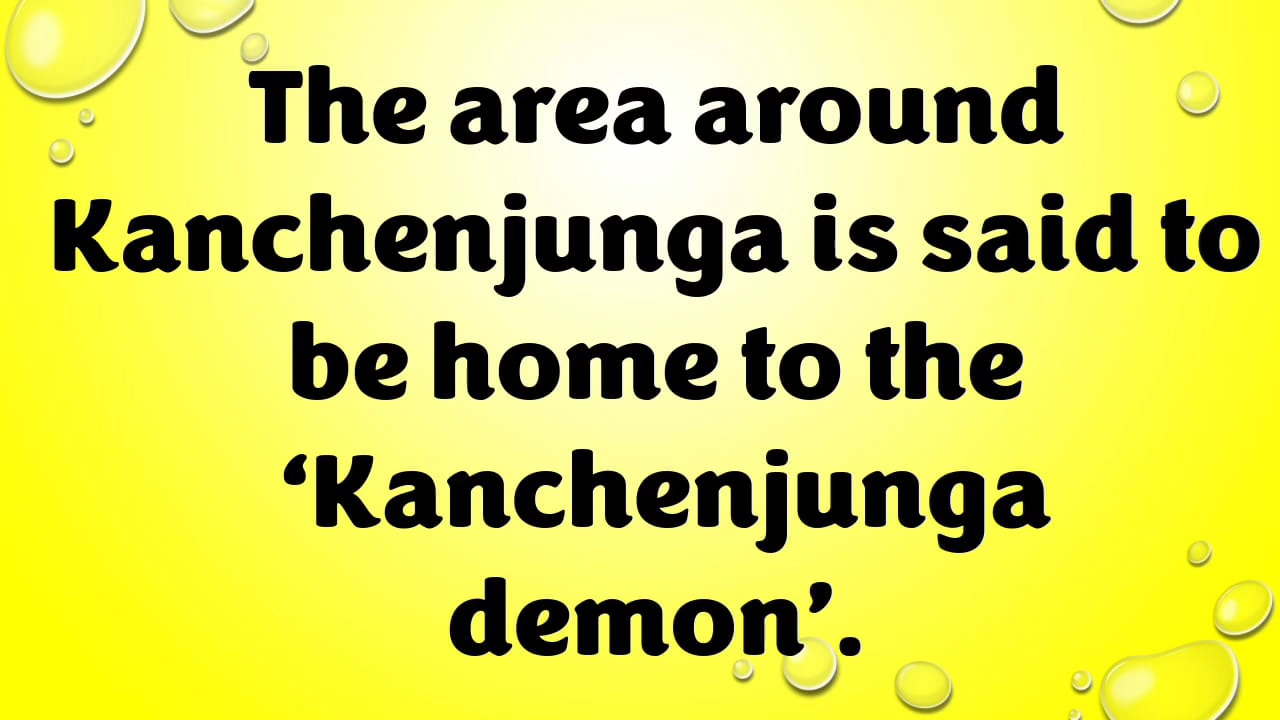 The area around
Kanchenjunga is said to
be home to the
‘Kanchenjunga
demon’.